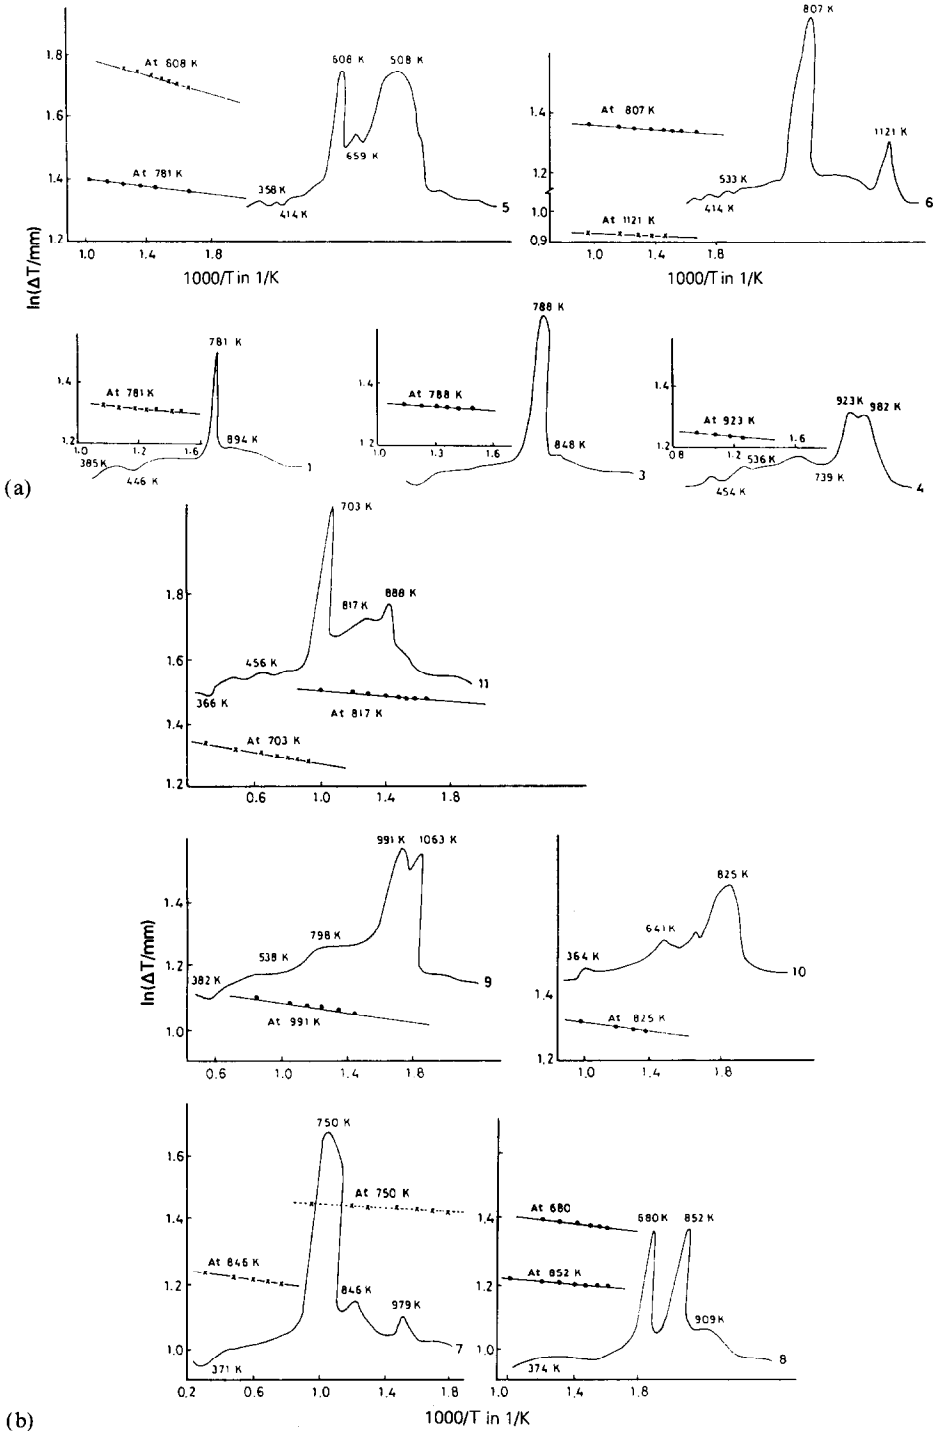 807 K
1.8
At 608 K
608 K
508 K
1.6
At 807 K
1.4
1121 K
659 K
1.4
At 781 K
533 K
1.2
358 K
414 K
5
414 K
6
At 1121 K
1.0
1.2
0.9
1.0
1.4
1.8
1.0
1.4
1.8
1000/T in 1/K
1000/T in 1/K
ln(ΔT/mm)
788 K
781 K
1.4
At 781 K
1.2
1.0
1.2
1.6
894 K
385 K
446 K
1
1.4
At 788 K
1.2
1.0
1.3
1.6
848 K
3
1.4
At 923 K
1.2
0.8
1.2
1.6
923 K
982 K
536 K
454 K
739 K
4
(a)
703 K
1.8
817 K
888 K
1.6
456 K
366 K
11
At 817 K
1.4
At 703 K
1.2
0.6
1.0
1.4
1.8
991 K
1063 K
1.4
798 K
538 K
1.2
382 K
9
At 991 K
1.0
0.6
1.0
1.4
1.8
825 K
641 K
364 K
10
1.4
At 825 K
1.2
1.0
1.4
1.8
ln(ΔT/mm)
750 K
1.6
At 750 K
1.4
At 846 K
1.2
846 K
979 K
1.0
371 K
7
0.2
0.6
1.0
1.4
1.8
At 680
680 K
852 K
1.4
At 852 K
1.2
909 K
1.0
374 K
8
1.0
1.4
1.8
1000/T in 1/K
(b)